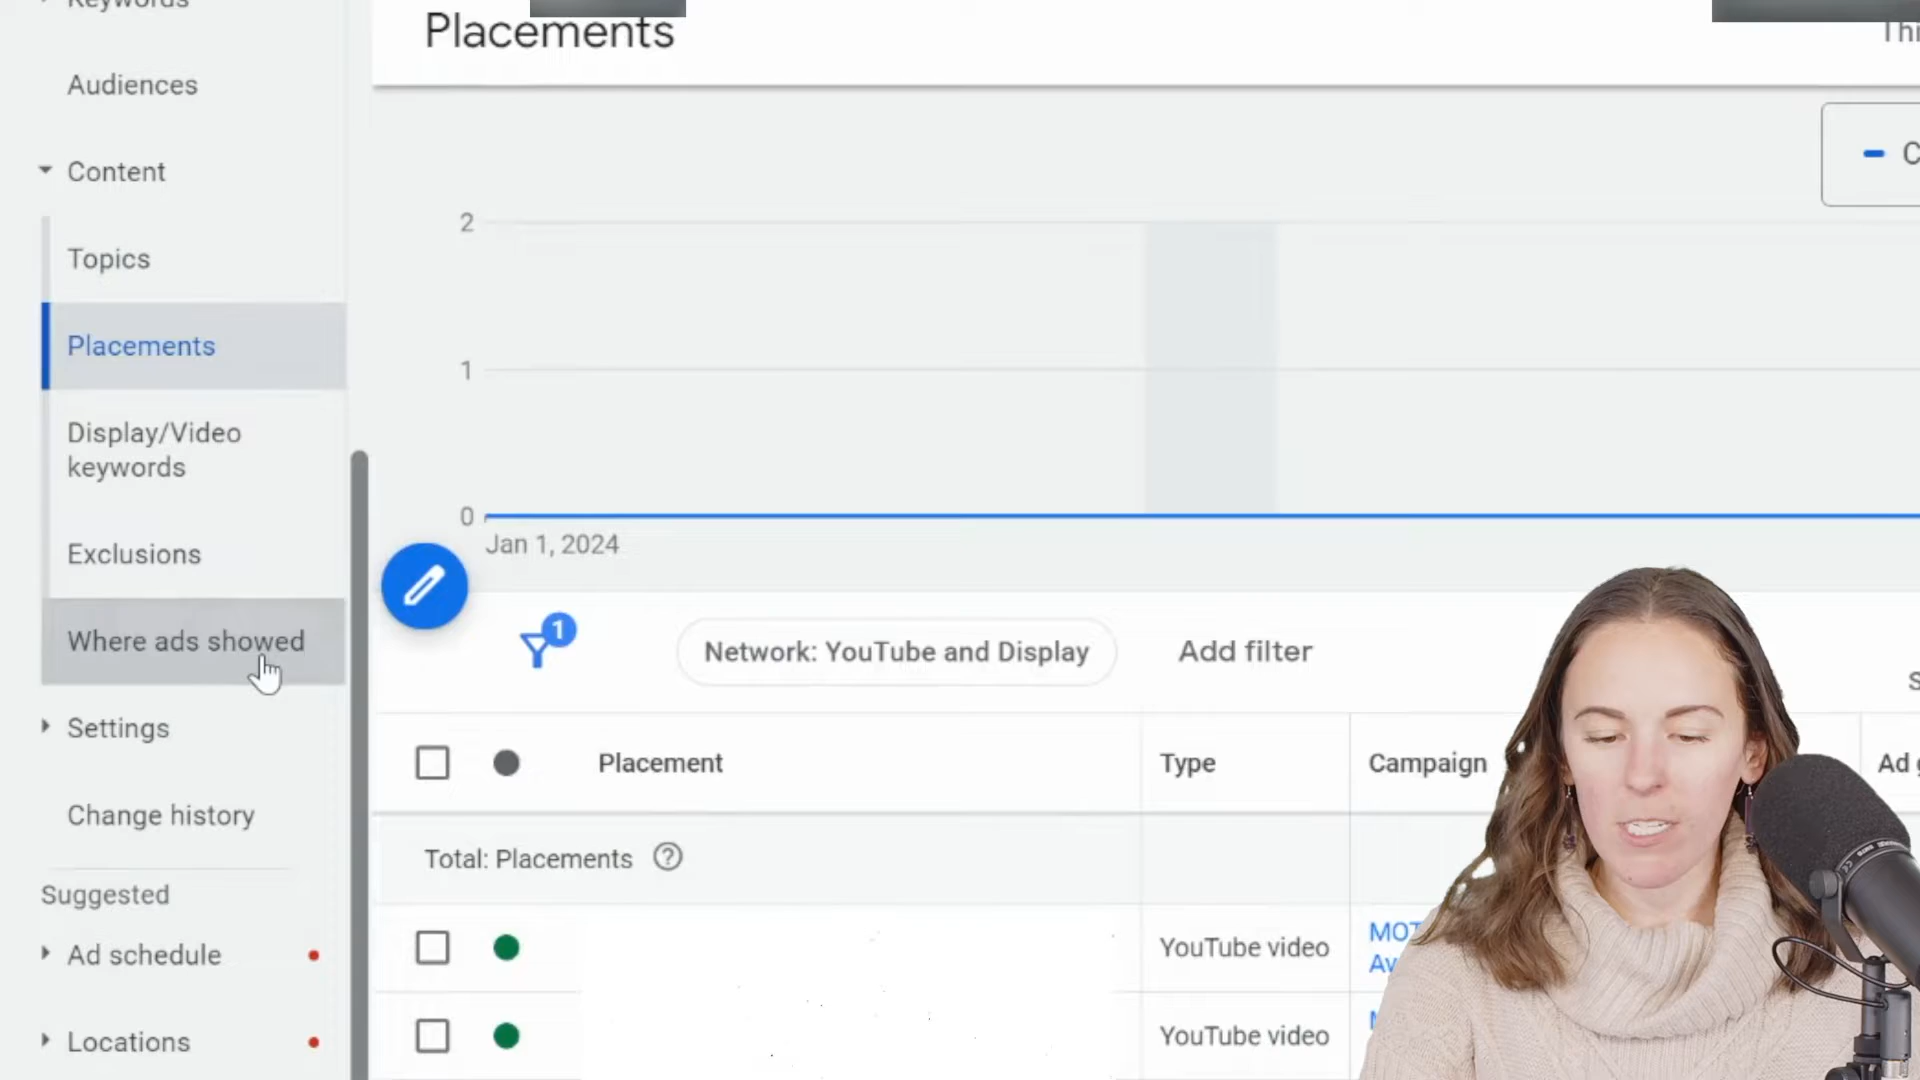 Keywords
Placements
Audiences
Content
Topics
Placements
Display/Video
keywords
Exclusions
Where ads showed
Settings
Change history
Suggested
Ad schedule
Locations
2
1
0
Jan 1, 2024
1
Network: YouTube and Display
Add filter
Placement
Type
Campaign
Total: Placements
YouTube video
YouTube video